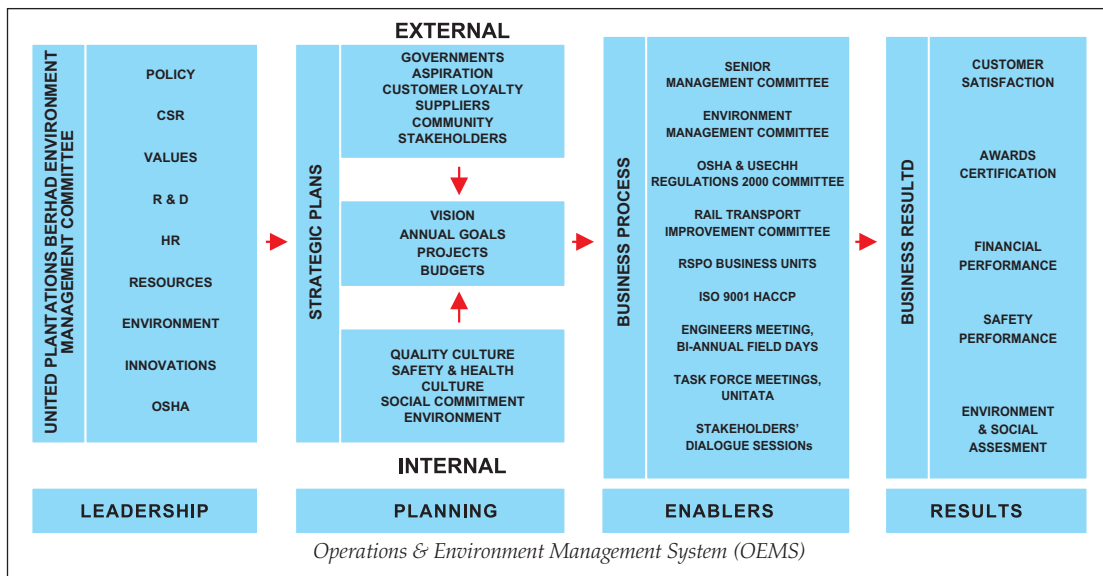 UNITED PLANTATIONS BERHAD ENVIRONMENT
MANAGEMENT COMMITTEE
POLICY
CSR
VALUES
R & D
HR
RESOURCES
ENVIRONMENT
INNOVATIONS
OSHA
LEADERSHIP
EXTERNAL
STRATEGIC PLANS
GOVERNMENTS
ASPIRATION
CUSTOMER LOYALTY
SUPPLIERS
COMMUNITY
STAKEHOLDERS
VISION
ANNUAL GOALS
PROJECTS
BUDGETS
QUALITY CULTURE
SAFETY & HEALTH
CULTURE
SOCIAL COMMITMENT
ENVIRONMENT
INTERNAL
PLANNING
BUSINESS PROCESS
SENIOR
MANAGEMENT COMMITTEE
ENVIRONMENT
MANAGEMENT COMMITTEE
OSHA & USECHH
REGULATIONS 2000 COMMITTEE
RAIL TRANSPORT
IMPROVEMENT COMMITTEE
RSPO BUSINESS UNITS
ISO 9001 HACCP
ENGINEERS MEETING,
BI-ANNUAL FIELD DAYS
TASK FORCE MEETINGS,
UNITATA
STAKEHOLDERS'
DIALOGUE SESSIONs
ENABLERS
BUSINESS RESULTD
CUSTOMER
SATISFACTION
AWARDS
CERTIFICATION
FINANCIAL
PERFORMANCE
SAFETY
PERFORMANCE
ENVIRONMENT
& SOCIAL
ASSESMENT
RESULTS
Operations & Environment Management System (OEMS)